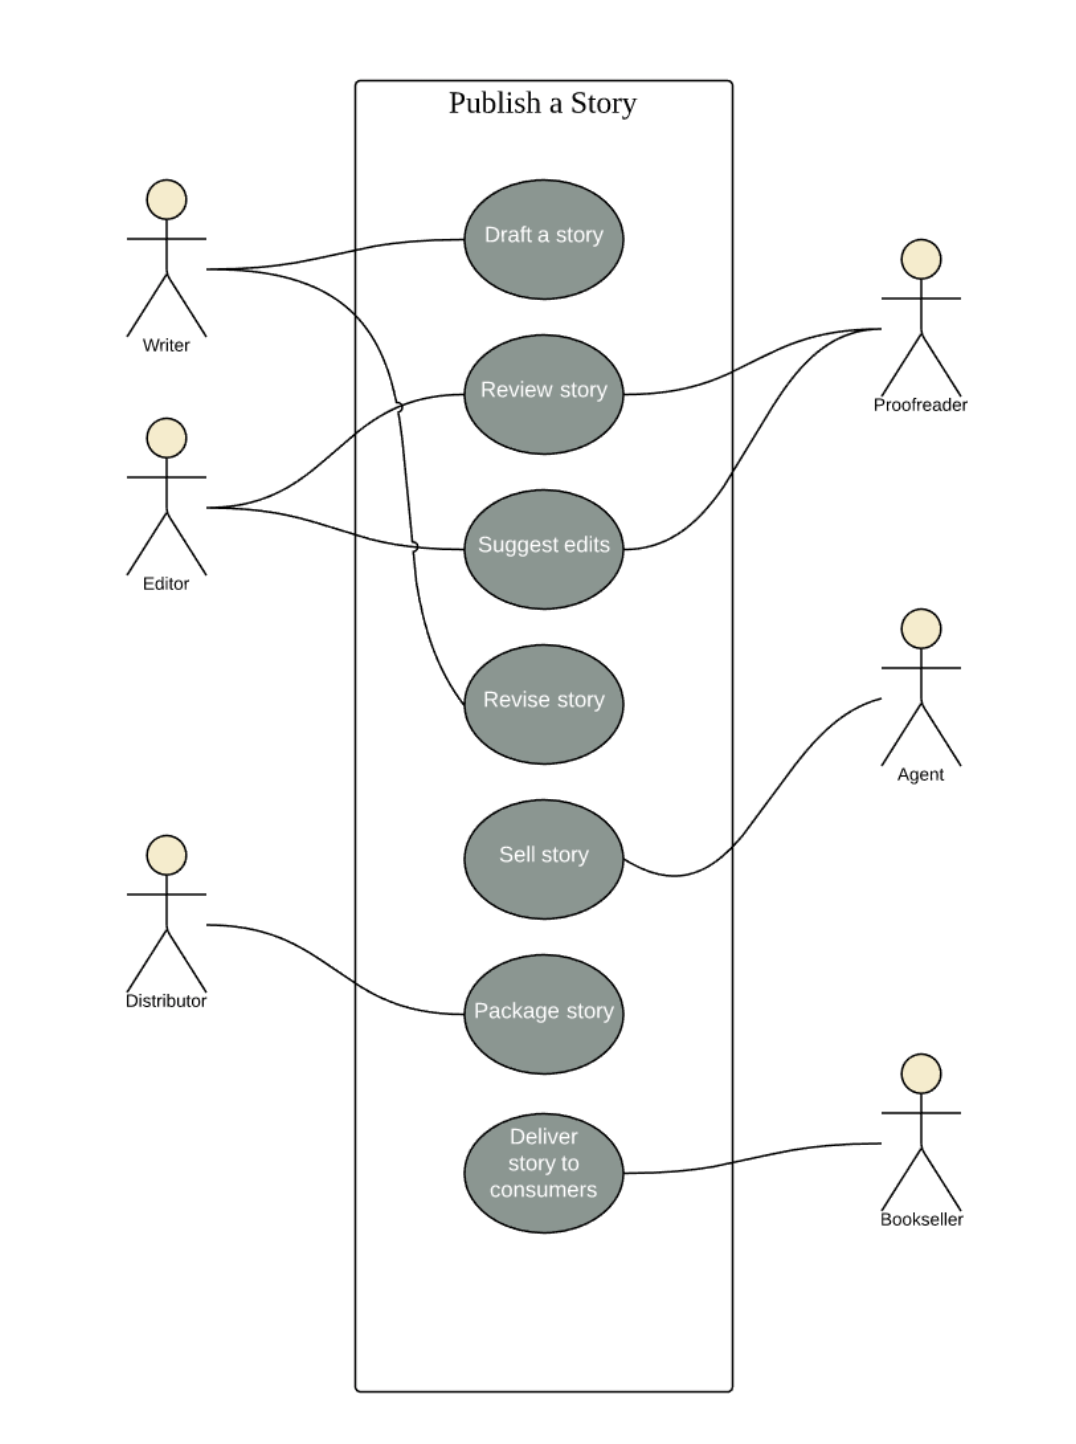 Publish a Story
Draft a story
Writer
Review story
Proofreader
Suggest edits
Editor
Revise story
Agent
Sell story
Distributor
Package story
Deliver
story to
consumers
Bookseller